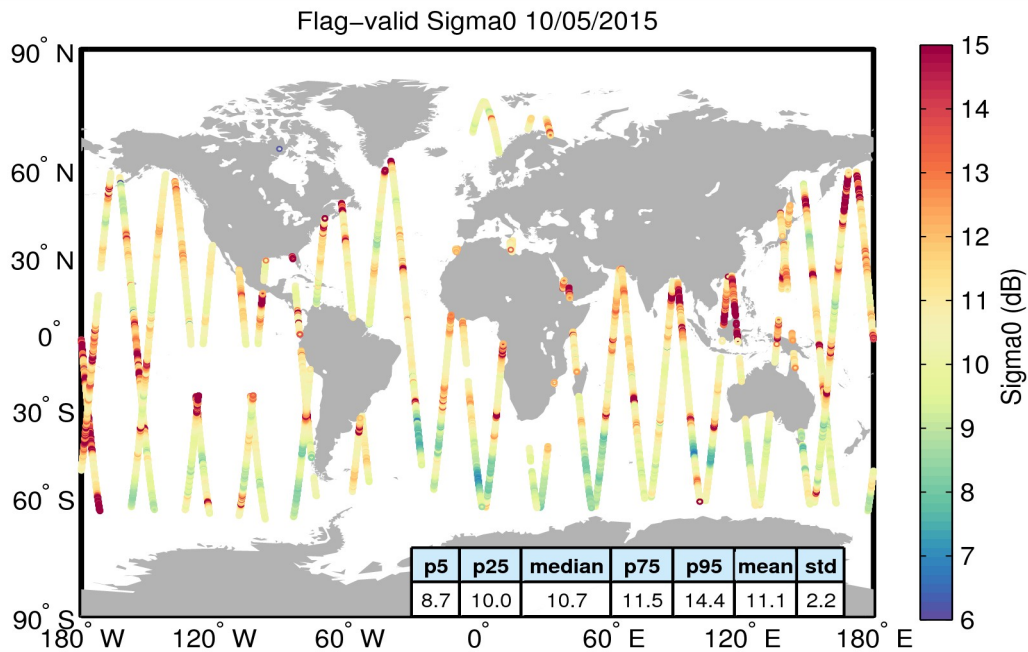 Flag−valid Sigma0 10/05/2015
90° N
60° N
30° N
0°
30° S
60° S
90° S
180° W
120° W
60° W
0°
60° E
120° E
180° E
p5 p25 median p75 p95 mean std
8.7 10.0 10.7 11.5 14.4 11.1 2.2
15
14
13
12
11
10
9
8
7
6
Sigma0 (dB)